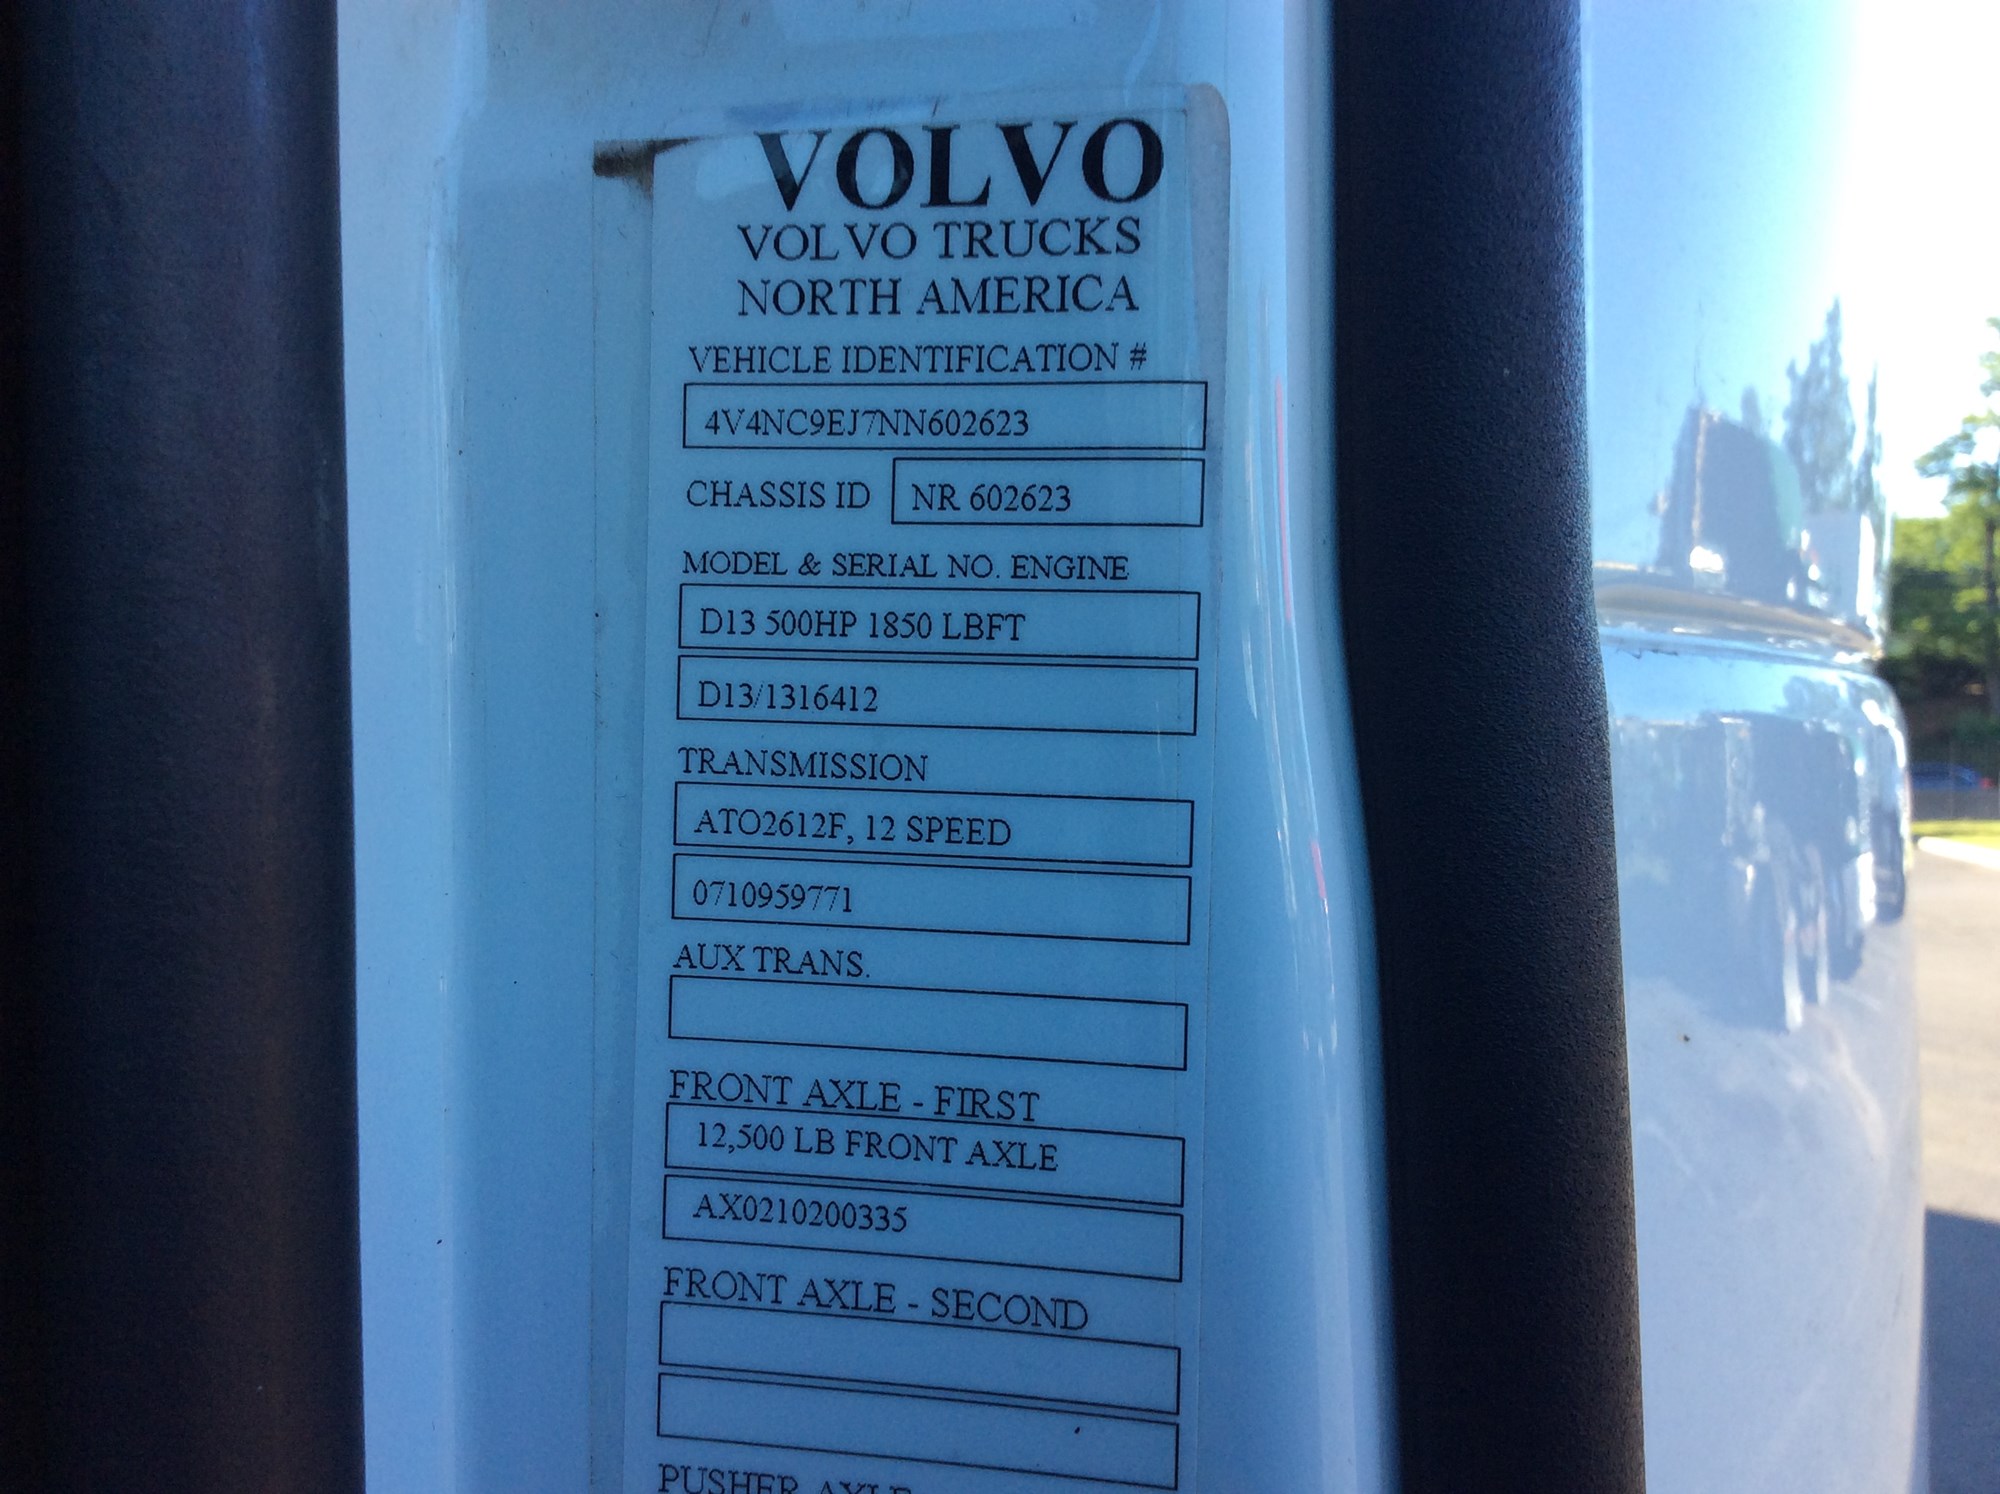 VOLVO
VOLVO TRUCKS
NORTH AMERICA
VEHICLE IDENTIFICATION #
4V4NC9EJ7NN602623
CHASSIS ID NR 602623
MODEL & SERIAL NO. ENGINE
D13 500HP 1850 LBFT
D13/1316412
TRANSMISSION
ATO2612F, 12 SPEED
0710959771
AUX TRANS.
FRONT AXLE - FIRST
12,500 LB FRONT AXLE
AX0210200335
FRONT AXLE - SECOND
PUSHER AXLE